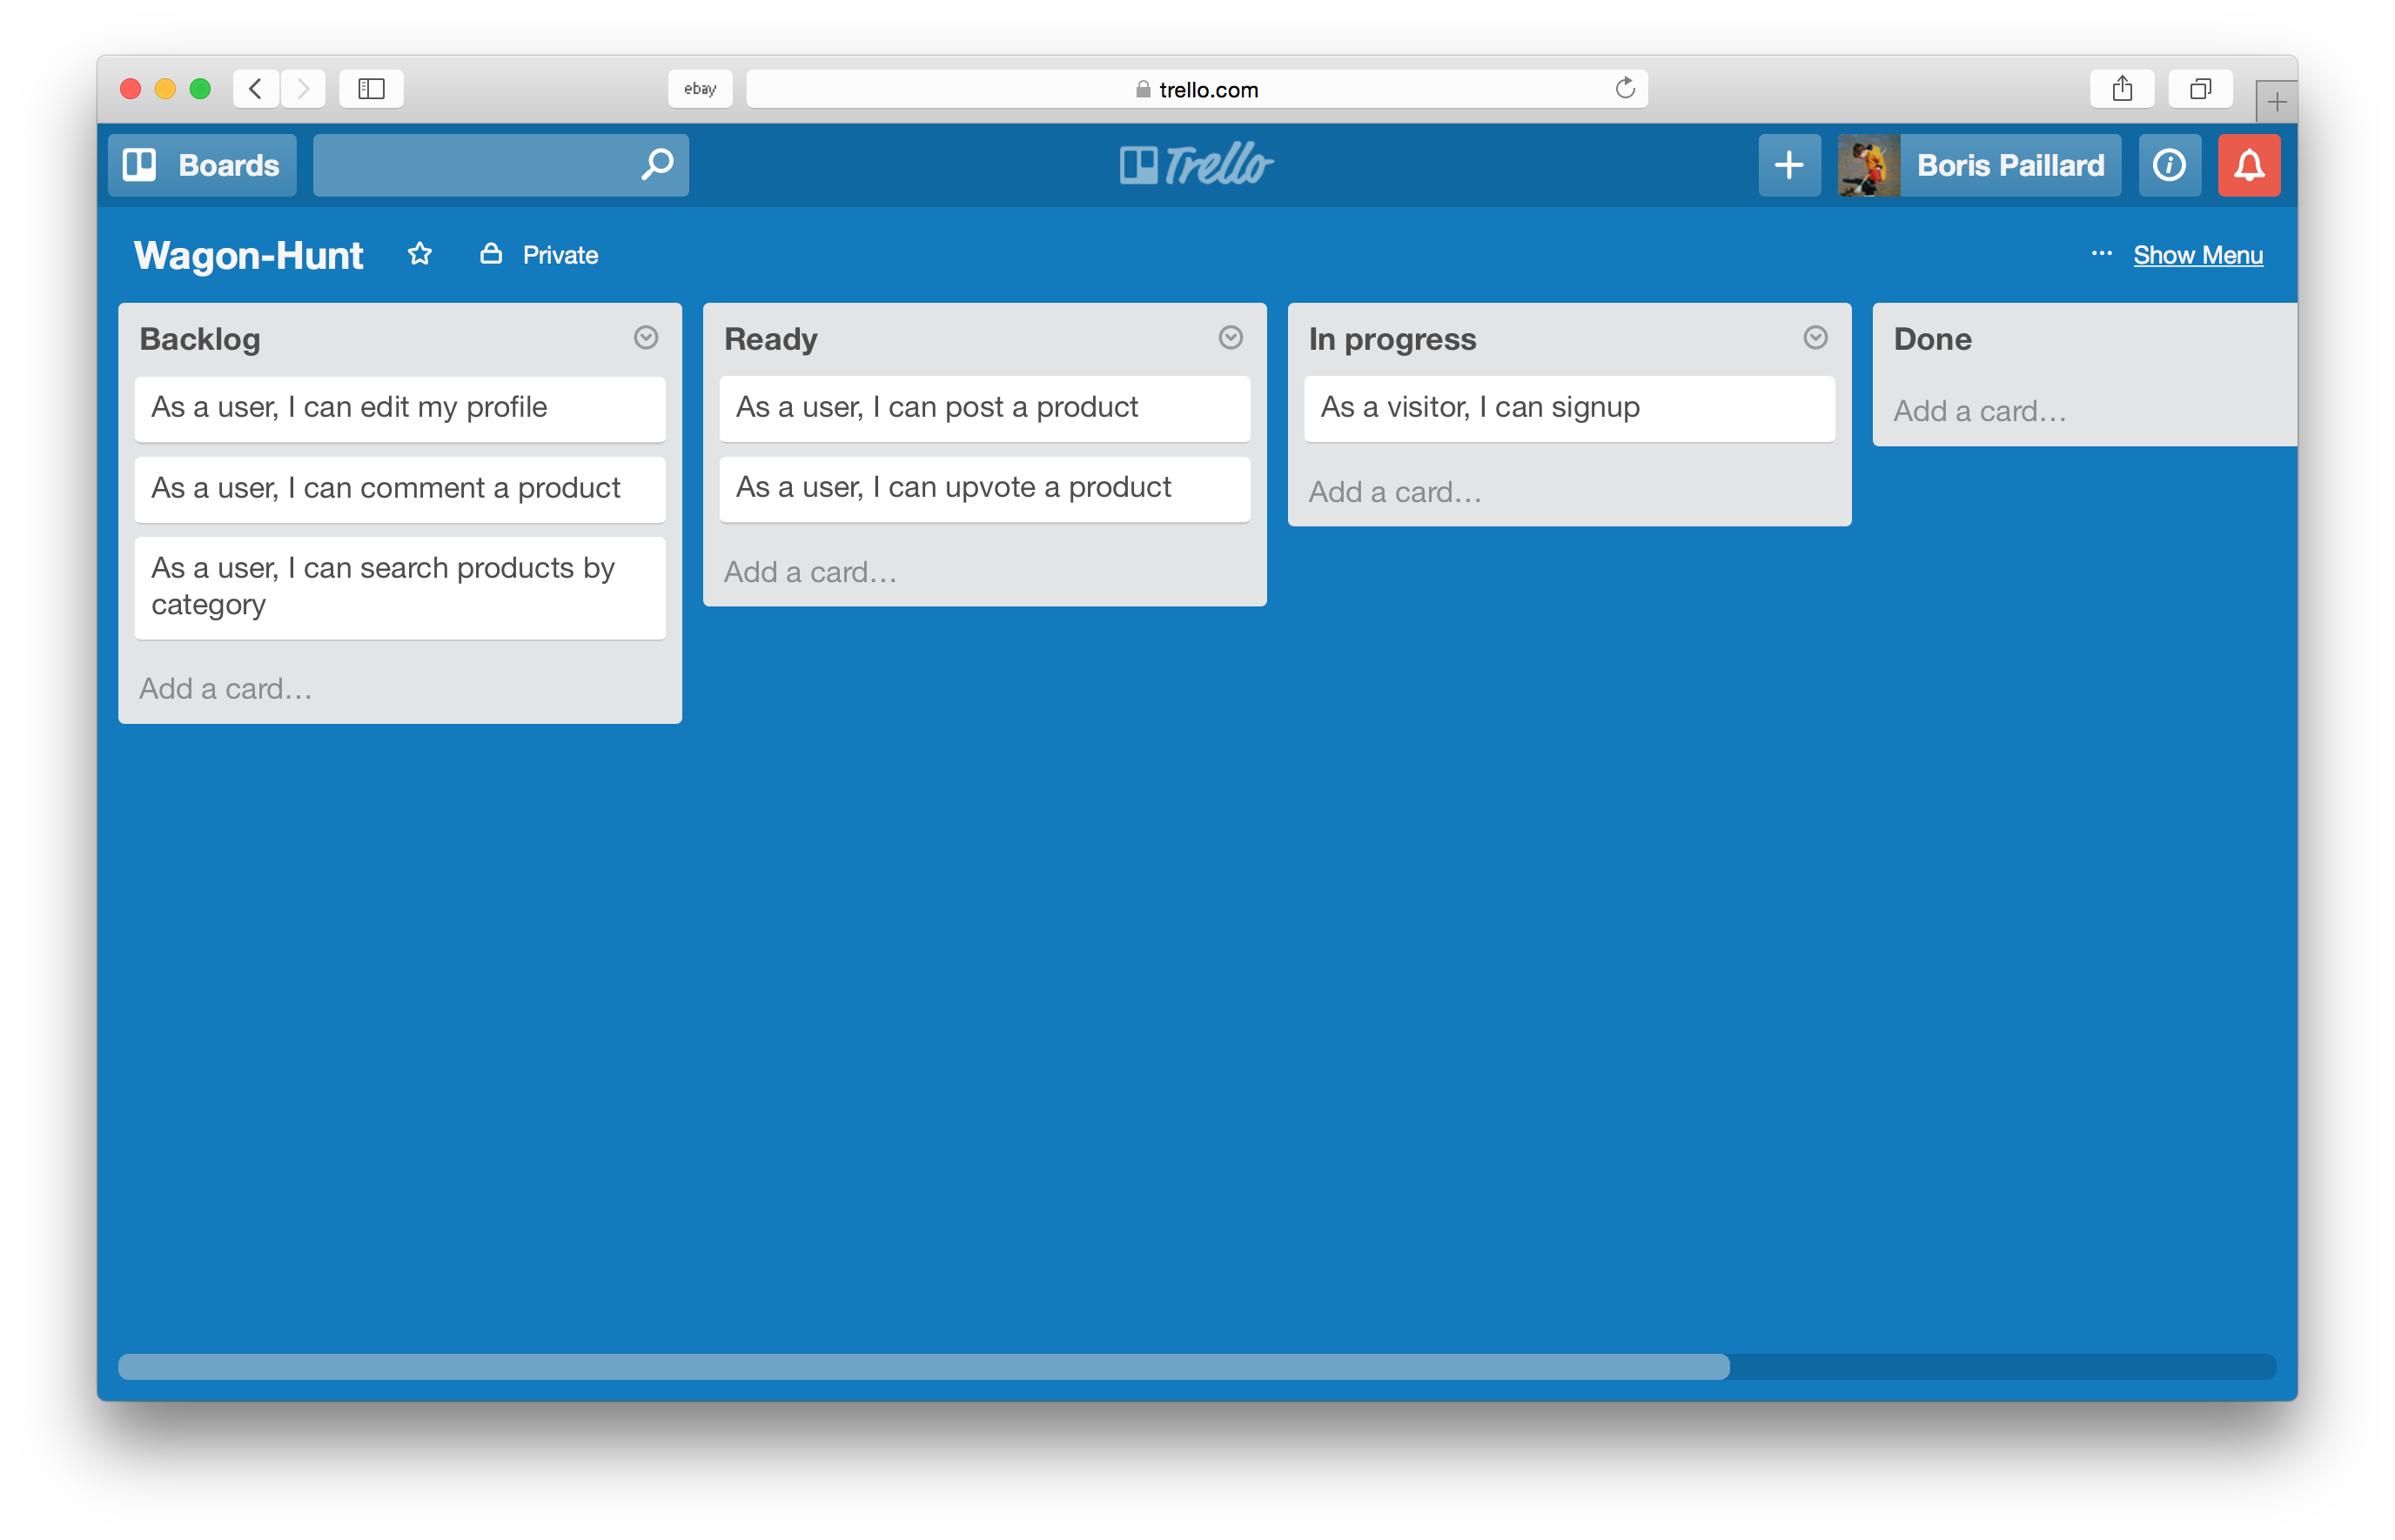 ebay
trello.com
Boards
Trello
Boris Paillard
Wagon-Hunt
Private
... Show Menu
Backlog
As a user, I can edit my profile
As a user, I can comment a product
As a user, I can search products by
category
Add a card…
Ready
As a user, I can post a product
As a user, I can upvote a product
Add a card…
In progress
As a visitor, I can signup
Add a card…
Done
Add a card…